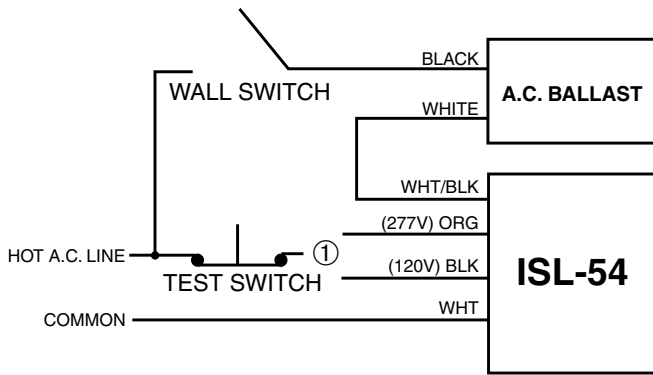 BLACK
WALL SWITCH
A.C. BALLAST
WHITE
WHT/BLK
(277V) ORG
HOT A.C. LINE
①
TEST SWITCH
(120V) BLK
ISL-54
COMMON
WHT